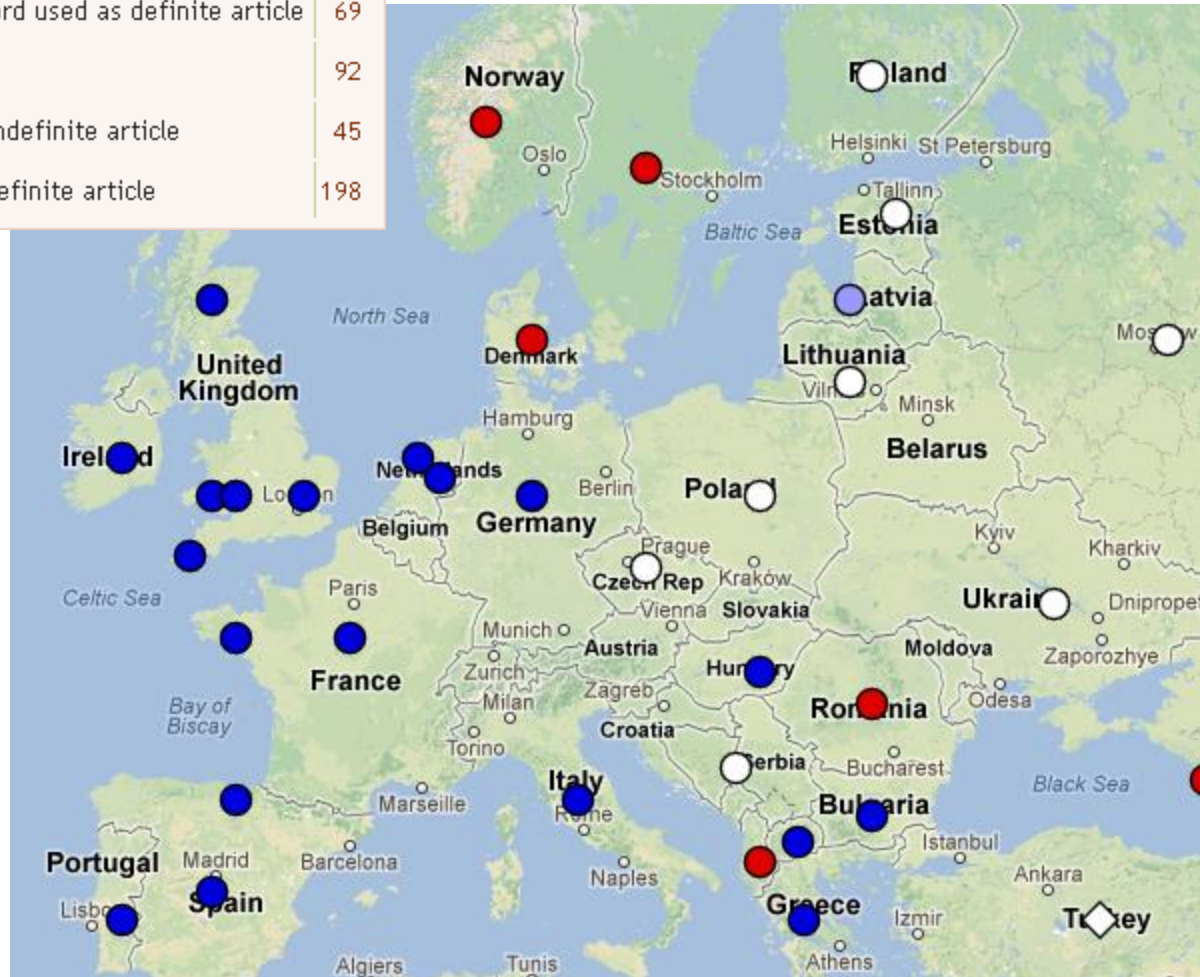 rd used as definite article 69
92
ndefinite article 45
efinite article 198
Norway
Helsinki
St Petersburg
Oslo
Stockholm
Tallinn
Baltic Sea
North Sea
United
Kingdom
Denmark
Lithuania
Minsk
Hamburg
Belarus
Berlin
Belgium
Germany
Kyiv
Prague
Kharkiv
Czech Rep
Kraków
Celtic Sea
Paris
Vienna
Slovakia
Dnipropet
Munich
Austria
Moldova
Zaporozhye
Zurich
France
Zagreb
Odesa
Milan
Bay of
Biscay
Croatia
Torino
Serbia
Bucharest
Italy
Black Sea
Marseille
Rome
Istanbul
Portugal
Madrid
Barcelona
Naples
Ankara
Spain
Greece
Izmir
Athens
Algiers
Tunis